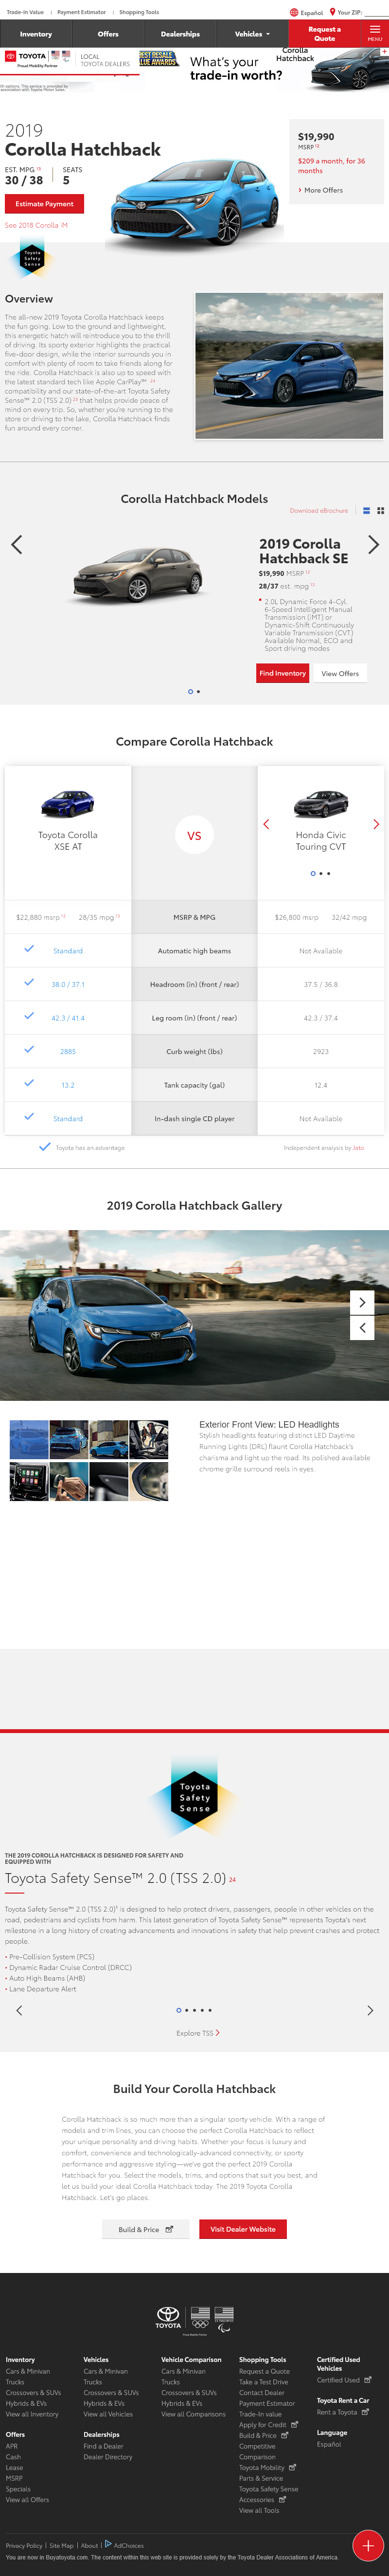 Trade-In Value | Payment Estimator | Shopping Tools
Español Your ZIP:
Inventory Offers Dealerships Vehicles Request a Quote MENU
TOYOTA
Proud Mobility Partner
LOCAL
TOYOTA DEALERS
BEST RESALE
VALUE AWARDS
What's your
trade-in worth?
Corolla
Hatchback
association with Toyota Motor Sales.
2019
Corolla Hatchback
EST. MPG 13 SEATS
30 / 38 5
Estimate Payment
See 2018 Corolla iM
$19,990
MSRP 12
$209 a month, for 36
months
More Offers
Toyota
Safety
Sense
Overview
The all-new 2019 Toyota Corolla Hatchback keeps
the fun going. Low to the ground and lightweight,
this energetic hatch will reintroduce you to the thrill
of driving. Its sporty exterior highlight the practical
five-door design, while the interior surrounds you in
comfort with plenty of room to take friends along for
the ride. Corolla Hatchback is also up to speed with
the latest standard tech like Apple CarPlay™ 24
compatibility and our state-of-the-art Toyota Safety
Sense™ 2.0 (TSS 2.0) 23 that helps provide peace of
mind on every trip. So, whether you're running to the
store or driving to the lake, Corolla Hatchback finds
fun around every corner.
Corolla Hatchback Models
Download eBrochure
2019 Corolla
Hatchback SE
$19,990 MSRP 12
28/37 est. mpg 13
2.0L Dynamic Force 4-Cyl.
6-Speed Intelligent Manual
Transmission (iMT) or
Dynamic-Shift Continuously
Variable Transmission (CVT)
Available Normal, ECO and
Sport driving modes
Find Inventory View Offers
Compare Corolla Hatchback
Toyota Corolla
XSE AT
VS
Honda Civic
Touring CVT
$22,880 msrp 12 28/35 mpg 13 MSRP & MPG $26,800 msrp 32/42 mpg
Standard Automatic high beams Not Available
38.0 / 37.1 Headroom (in) (front / rear) 37.5 / 36.8
42.3 / 41.4 Leg room (in) (front / rear) 42.3 / 37.4
2885 Curb weight (lbs) 2923
13.2 Tank capacity (gal) 12.4
Standard In-dash single CD player Not Available
Toyota has an advantage Independent analysis by Jato
2019 Corolla Hatchback Gallery
Exterior Front View: LED Headlights
Stylish headlights featuring distinct LED Daytime
Running Lights (DRL) flaunt Corolla Hatchback's
charisma and light up the road. Its polished available
chrome grille surround reels eyes.
Toyota
Safety
Sense
THE 2019 COROLLA HATCHBACK IS DESIGNED FOR SAFETY AND
EQUIPPED WITH
Toyota Safety Sense™ 2.0 (TSS 2.0) 24
Toyota Safety Sense™ 2.0 (TSS 2.0)† is designed to help protect drivers, passengers, people in other vehicles on the
road, pedestrians and cyclists from harm. This latest generation of Toyota Safety Sense™ represents Toyota's next
milestone in a long history of creating advancements and innovations in safety that help prevent crashes and protect
people.
• Pre-Collision System (PCS)
• Dynamic Radar Cruise Control (DRCC)
• Auto High Beams (AHB)
• Lane Departure Alert
Explore TSS
Build Your Corolla Hatchback
Corolla Hatchback is so much more than a singular sporty vehicle. With a range of
models and trim lines, you can choose the perfect Corolla Hatchback to reflect
your unique personality and driving habits. Whether your focus is luxury and
comfort, convenience and technologically-advanced connectivity, or sporty
performance and aggressive styling—we've got the perfect 2019 Corolla
Hatchback for you. Select the models, trims, and options that suit you best, and let
us help you build your ideal Corolla Hatchback today. The 2019 Toyota Corolla
Hatchback. Let's go places.
Build & Price Visit Dealer Website
TOYOTA
Inventory
Cars & Minivan
Trucks
Crossovers & SUVs
Hybrids & EVs
View all Inventory
Offers
APR
Cash
Lease
MSRP
Specials
View all Offers
Vehicles
Cars & Minivan
Trucks
Crossovers & SUVs
Hybrids & EVs
View all Vehicles
Dealerships
Find a Dealer
Dealer Directory
Vehicle Comparison
Cars & Minivan
Trucks
Crossovers & SUVs
Hybrids & EVs
View all Comparisons
Shopping Tools
Request a Quote
Take a Test Drive
Contact Dealer
Payment Estimator
Trade-In value
Apply for Credit
Build & Price
Competitive
Comparison
Toyota Mobility
Parts & Service
Toyota Safety Sense
Accessories
View all Tools
Certified Used
Vehicles
Certified Used
Toyota Rent a Car
Rent a Toyota
Language
Español
Privacy Policy | Site Map | About | AdChoices
You are now in Buyatoyota.com. The content within this web site is provided solely by the Toyota Dealer Associations of America.